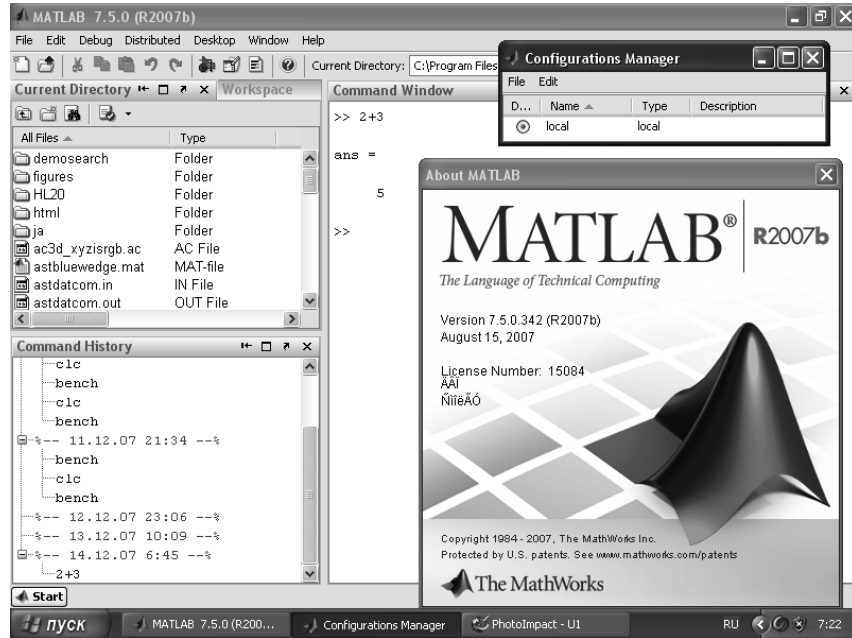 MATLAB 7.5.0 (R2007b)
File Edit Debug Distributed Desktop Window Help
Current Directory: C:\Program Files
Current Directory
Workspace
All Files Type
demosearch Folder
figures Folder
HL20 Folder
html Folder
ja Folder
ac3d_xyzisrgb.ac AC File
astbluewedge.mat MAT-file
astdatcom.in IN File
astdatcom.out OUT File
Command History
clc
bench
clc
bench
%-- 11.12.07 21:34 --%
bench
clc
bench
%-- 12.12.07 23:06 --%
%-- 13.12.07 10:09 --%
%-- 14.12.07 6:45 --%
2+3
Command Window
>> 2+3
ans =
5
>>
Configurations Manager
File Edit
D... Name Type Description
local local
About MATLAB
MATLAB® R2007b
The Language of Technical Computing
Version 7.5.0.342 (R2007b)
August 15, 2007
License Number: 15084
ÄÂÏ
ÑìîëÃÓ
Copyright 1984 - 2007, The MathWorks Inc.
Protected by U.S. patents. See www.mathworks.com/patents
The MathWorks
Start
пуск
MATLAB 7.5.0 (R200...
Configurations Manager
PhotoImpact - U1
RU
7:22